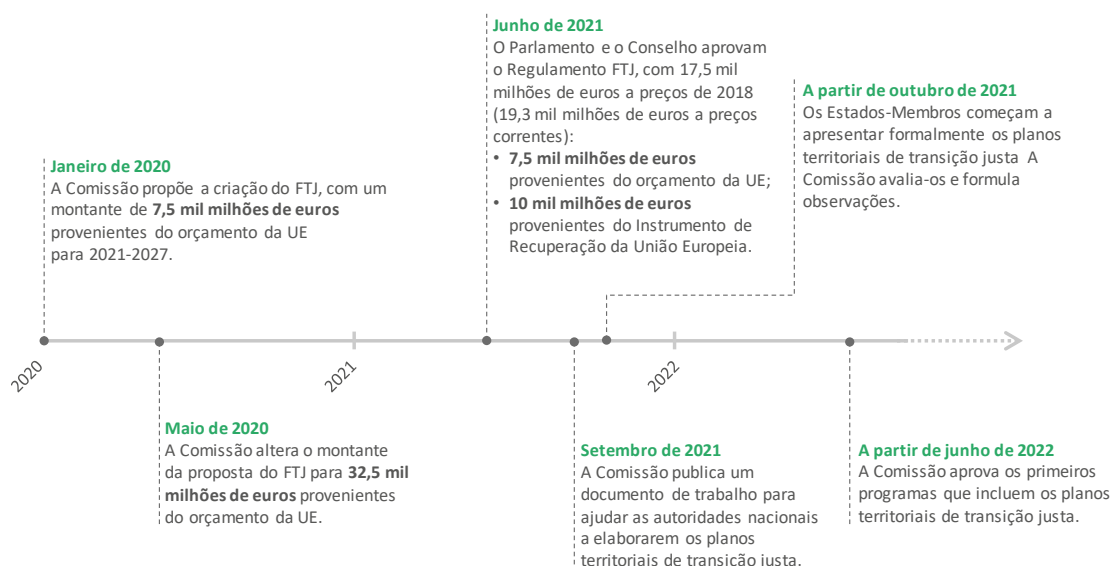 Junho de 2021
O Parlamento e o Conselho aprovam
o Regulamento FTJ, com 17,5 mil
milhões de euros a preços de 2018
(19,3 mil milhões de euros a preços
correntes):
• 7,5 mil milhões de euros
provenientes do orçamento da UE;
• 10 mil milhões de euros
provenientes do Instrumento de
Recuperação da União Europeia.
A partir de outubro de 2021
Os Estados-Membros começam a
apresentar formalmente os planos
territoriais de transição justa A
Comissão avalia-os e formula
observações.
Janeiro de 2020
A Comissão propõe a criação do FTJ, com um
montante de 7,5 mil milhões de euros
provenientes do orçamento da UE
para 2021-2027.
2020
2021
2022
Maio de 2020
A Comissão altera o montante
da proposta do FTJ para 32,5 mil
milhões de euros provenientes
do orçamento da UE.
Setembro de 2021
A Comissão publica um
documento de trabalho para
ajudar as autoridades nacionais
a elaborarem os planos
territoriais de transição justa.
A partir de junho de 2022
A Comissão aprova os primeiros
programas que incluem os planos
territoriais de transição justa.